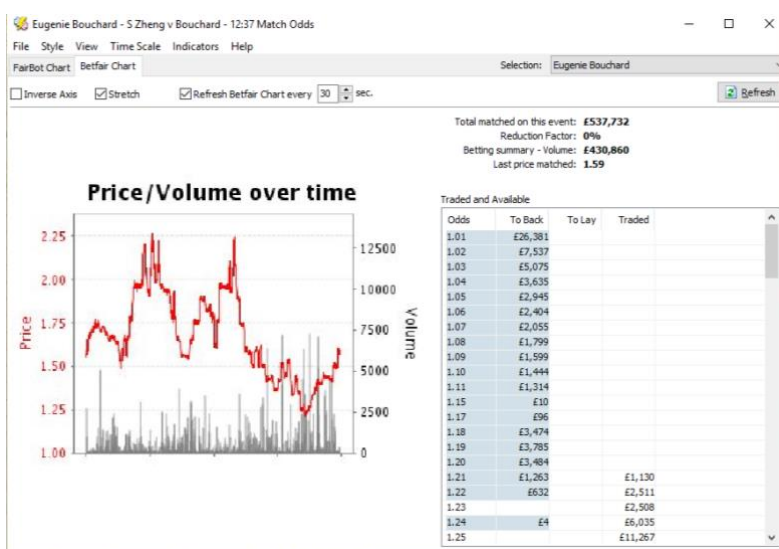 Eugenie Bouchard - S Zheng v Bouchard - 12:37 Match Odds
File Style View Time Scale Indicators Help
FairBot Chart Betfair Chart Selection: Eugenie Bouchard
Inverse Axis Stretch Refresh Betfair Chart every 30 sec. Refresh
Total matched on this event: £537,732
Reduction Factor: 0%
Betting summary - Volume: £430,860
Last price matched: 1.59
Price/Volume over time
2.25
2.00
1.75
1.50
1.25
1.00
Price
12500
10000
7500
5000
2500
0
Volume
Traded and Available
Odds To Back To Lay Traded
1.01 £26,381
1.02 £7,537
1.03 £5,075
1.04 £3,635
1.05 £2,945
1.06 £2,404
1.07 £2,055
1.08 £1,799
1.09 £1,599
1.10 £1,444
1.11 £1,314
1.15 £10
1.17 £96
1.18 £3,474
1.19 £3,785
1.20 £3,484
1.21 £1,263 £1,130
1.22 £632 £2,511
1.23 £2,508
1.24 £4 £6,035
1.25 £11,267